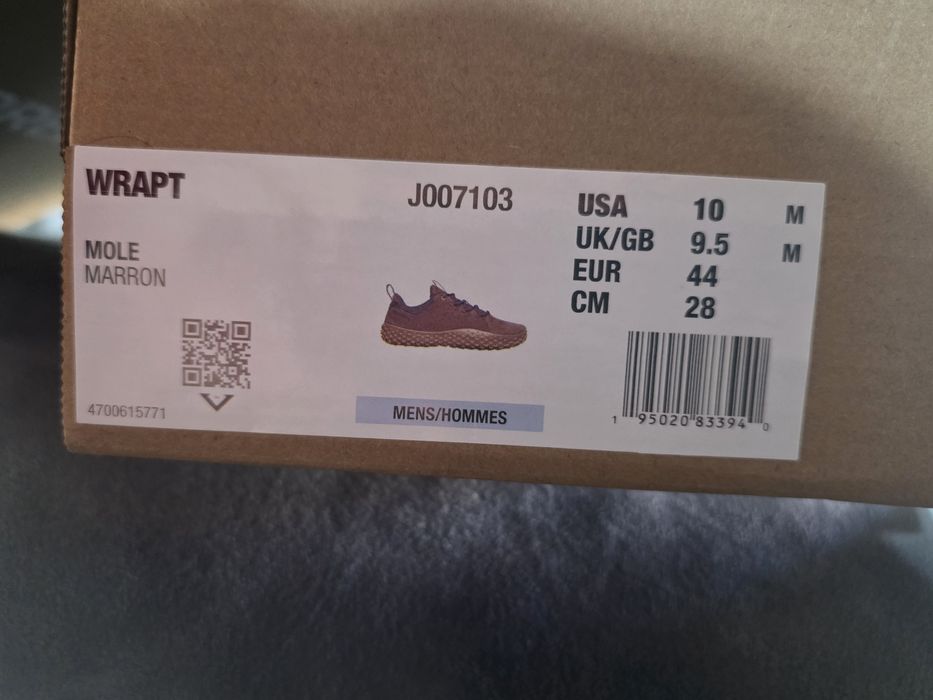 WRAPT
J007103
MOLE
MARRON
USA 10 M
UK/GB 9.5 M
EUR 44
CM 28
4700615771
MENS/HOMMES
1 95020 83394 0